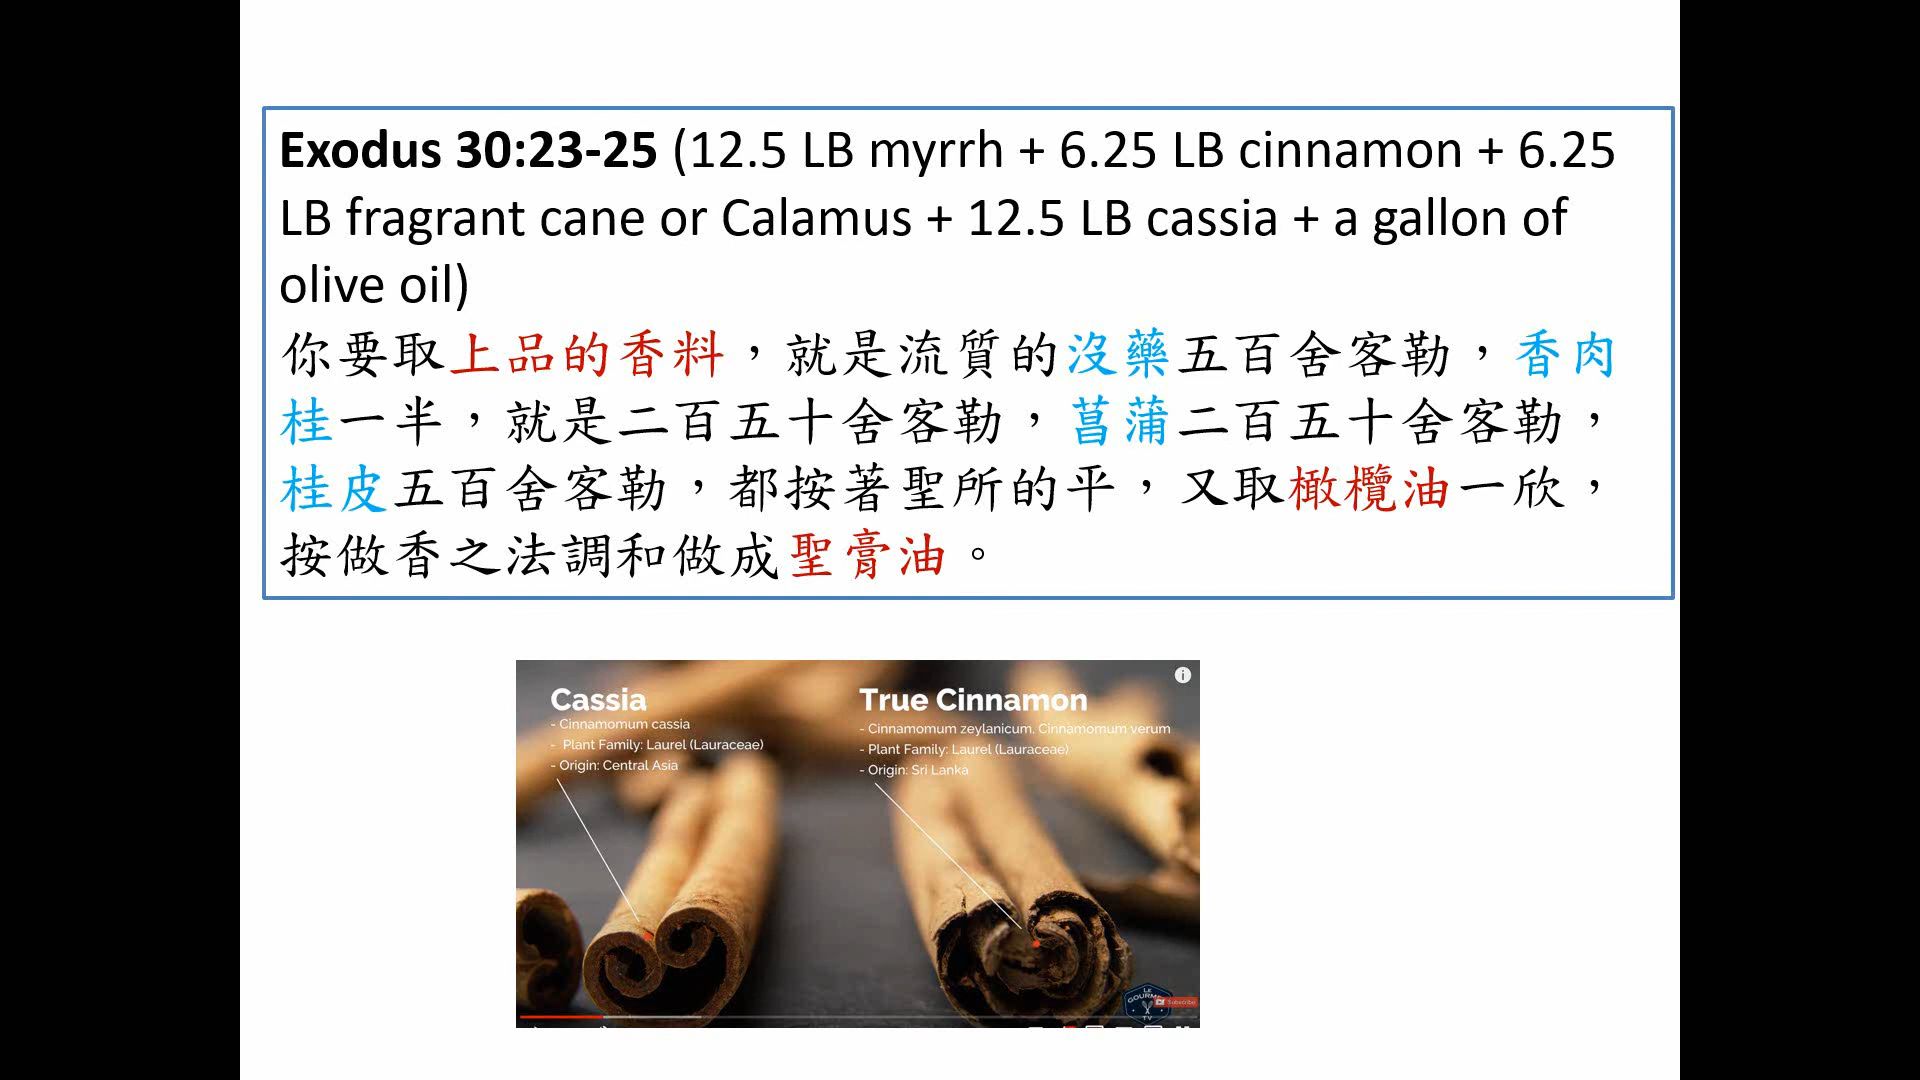 Exodus 30:23-25 (12.5 LB myrrh + 6.25 LB cinnamon + 6.25
LB fragrant cane or Calamus + 12.5 LB cassia + a gallon of
olive oil)
你要取上品的香料，就是流質的沒藥五百舍客勒，香肉
桂一半，就是二百五十舍客勒，菖蒲二百五十舍客勒，
桂皮五百舍客勒，都按著聖所的平，又取橄欖油一欣，
按做香之法調和做成聖膏油。
Cassia
- Cinnamomum cassia
- Plant Family: Laurel (Lauraceae)
- Origin: Central Asia
True Cinnamon
- Cinnamomum zeylanicum, Cinnamomum verum
- Plant Family: Laurel (Lauraceae)
- Origin: Sri Lanka
i
LE
GOURMET
TV
Subscribe